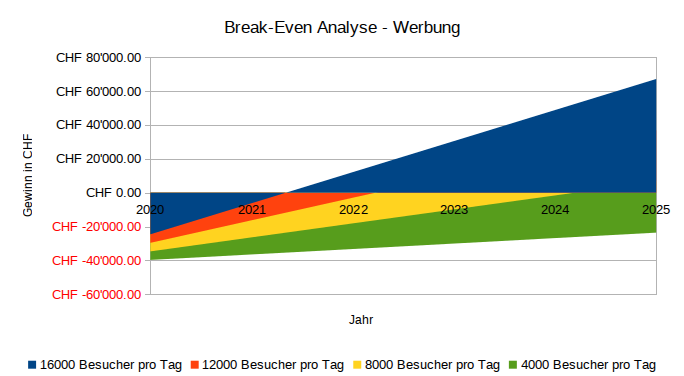 Break-Even Analyse - Werbung
CHF 80'000.00
CHF 60'000.00
CHF 40'000.00
CHF 20'000.00
CHF 0.00
CHF -20'000.00
CHF -40'000.00
CHF -60'000.00
Gewinn in CHF
2020 2021 2022 2023 2024 2025
Jahr
16000 Besucher pro Tag 12000 Besucher pro Tag 8000 Besucher pro Tag 4000 Besucher pro Tag